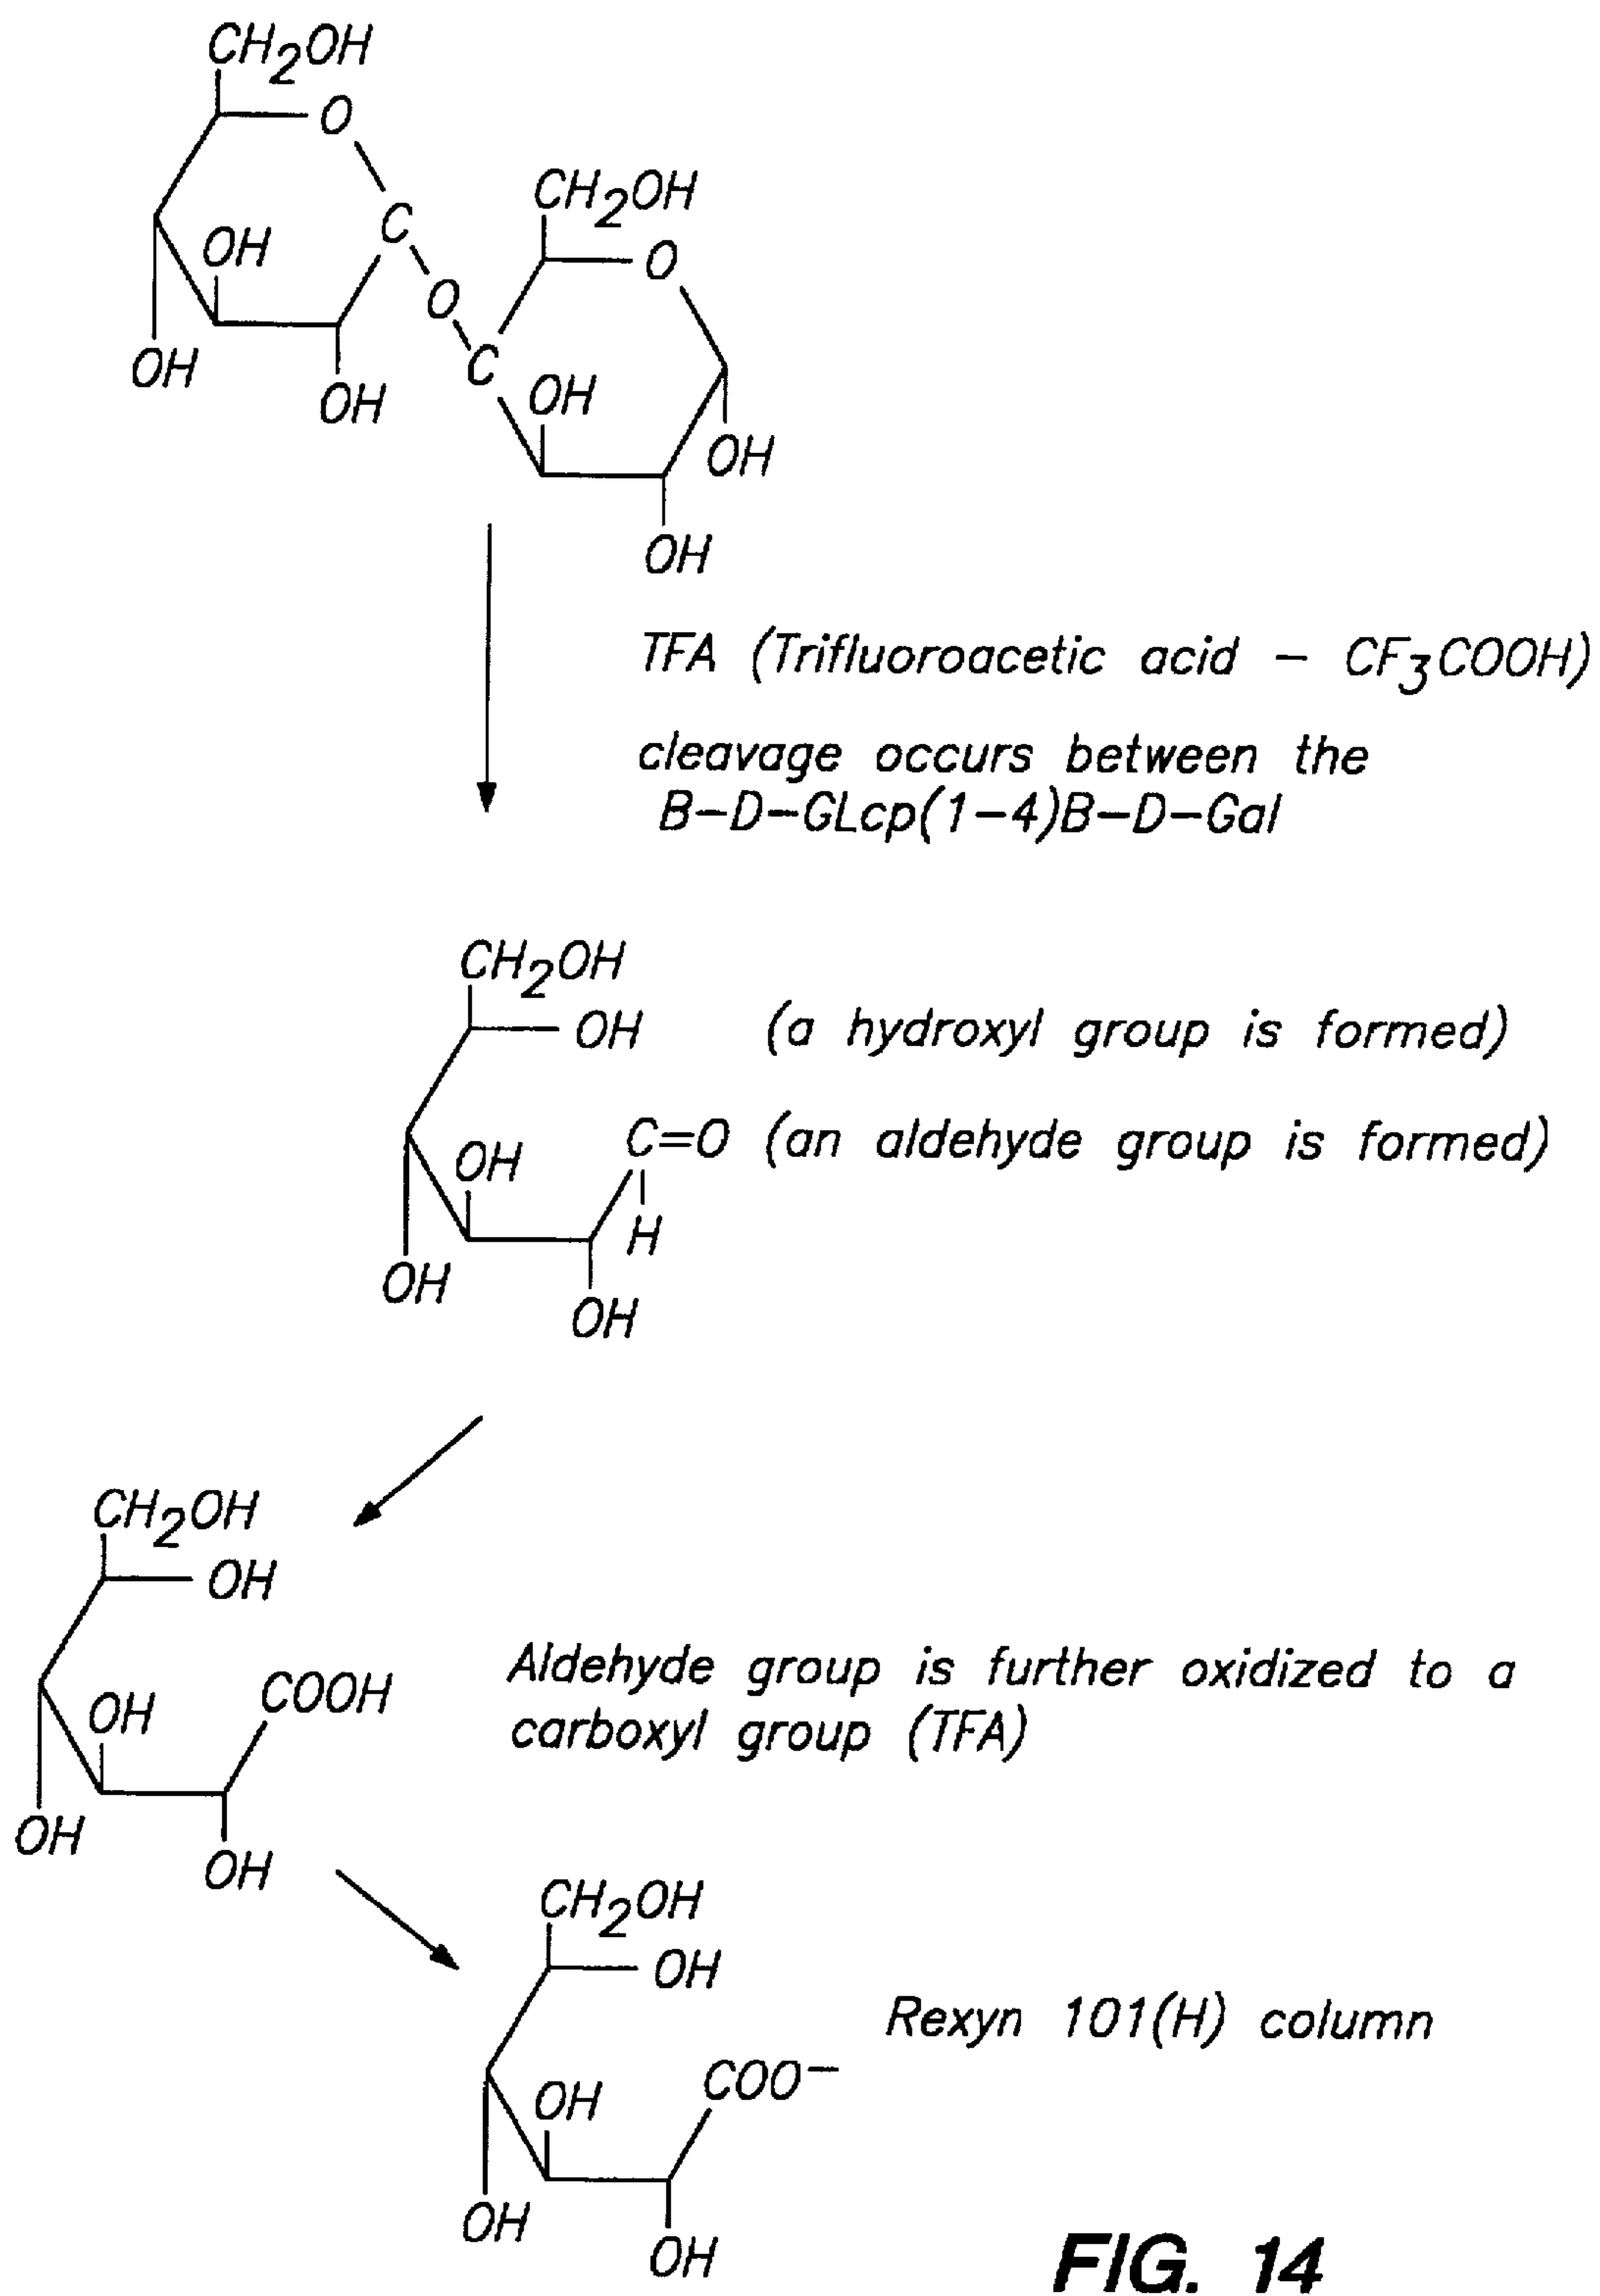 CH2OH
O
C
OH
O
OH
OH
CH2OH
O
C
OH
OH
OH
TFA (Trifluoroacetic acid – CF3COOH)
cleavage occurs between the
B–D–GLcp(1–4)B–D–Gal
CH2OH
OH (a hydroxyl group is formed)
C=O (an aldehyde group is formed)
OH
H
OH
OH
CH2OH
OH
COOH
OH
OH
OH
Aldehyde group is further oxidized to a
carboxyl group (TFA)
CH2OH
OH
Rexyn 101(H) column
COO–
OH
OH
OH
FIG. 14